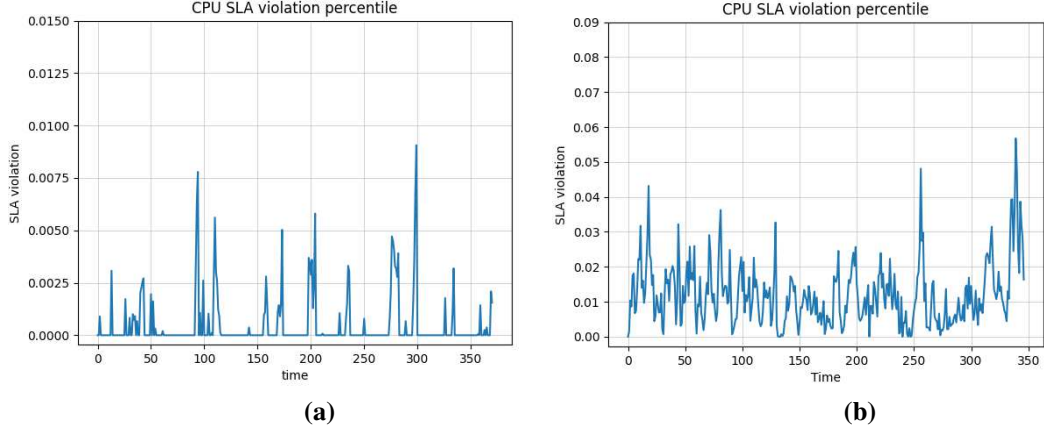 CPU SLA violation percentile
0.0150
0.0125
0.0100
0.0075
0.0050
0.0025
0.0000
SLA violation
0 50 100 150 200 250 300 350
time
(a)
CPU SLA violation percentile
0.09
0.08
0.07
0.06
0.05
0.04
0.03
0.02
0.01
0.00
SLA violation
0 50 100 150 200 250 300 350
Time
(b)